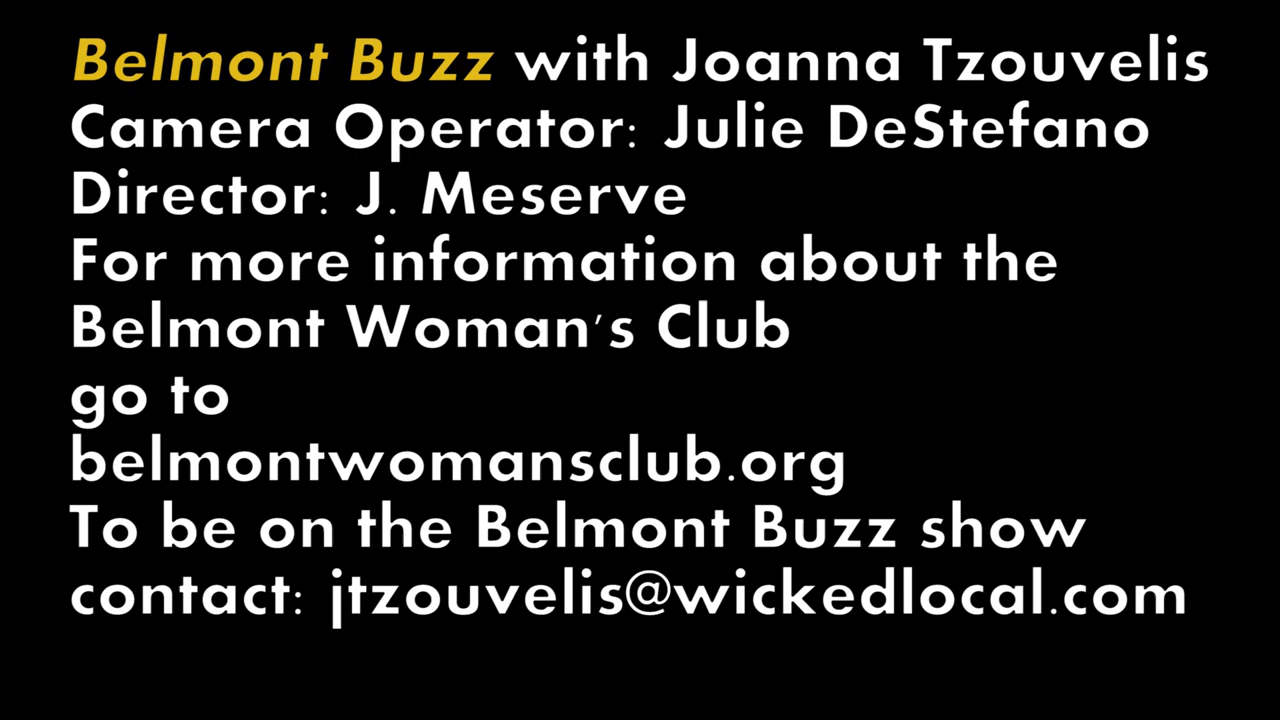 Belmont Buzz with Joanna Tzouvelis
Camera Operator: Julie DeStefano
Director: J. Meserve
For more information about the
Belmont Woman's Club
go to
belmontwomansclub.org
To be on the Belmont Buzz show
contact: jtzouvelis@wickedlocal.com